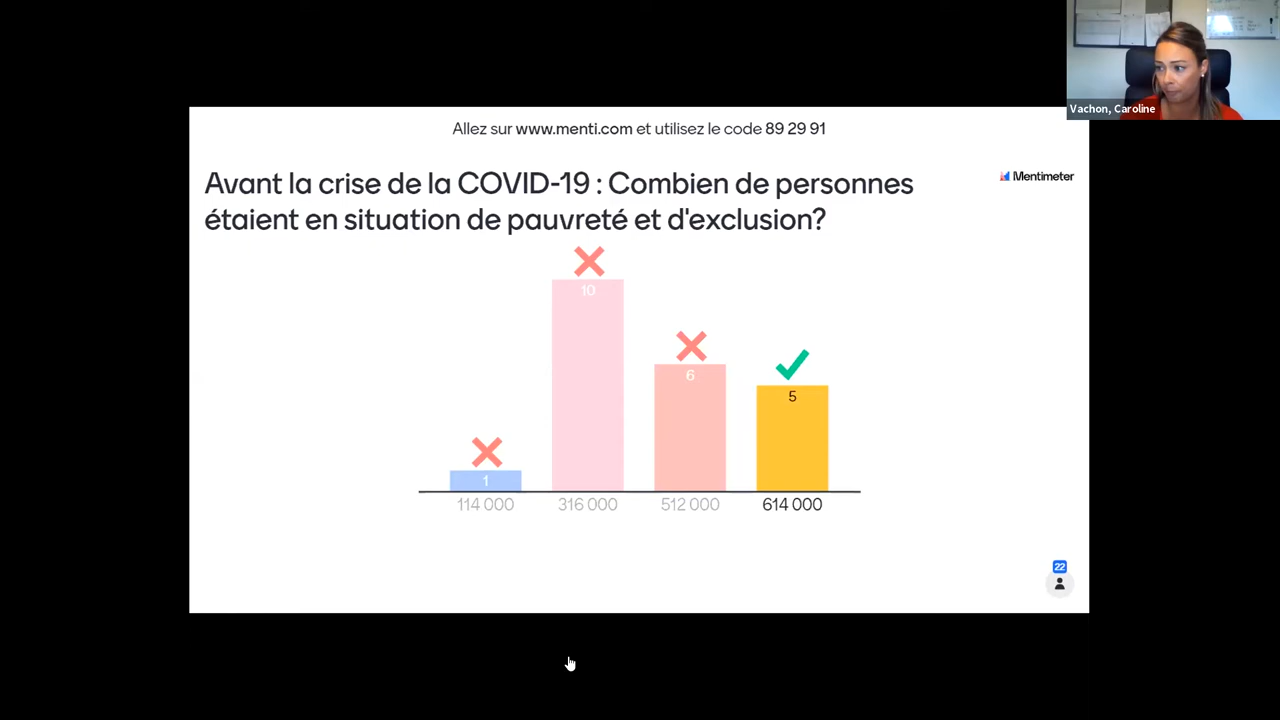 Vachon, Caroline
Allez sur www.menti.com et utilisez le code 89 29 91
Avant la crise de la COVID-19 : Combien de personnes
étaient en situation de pauvreté et d'exclusion?
Mentimeter
10
6
5
1
114 000
316 000
512 000
614 000
22